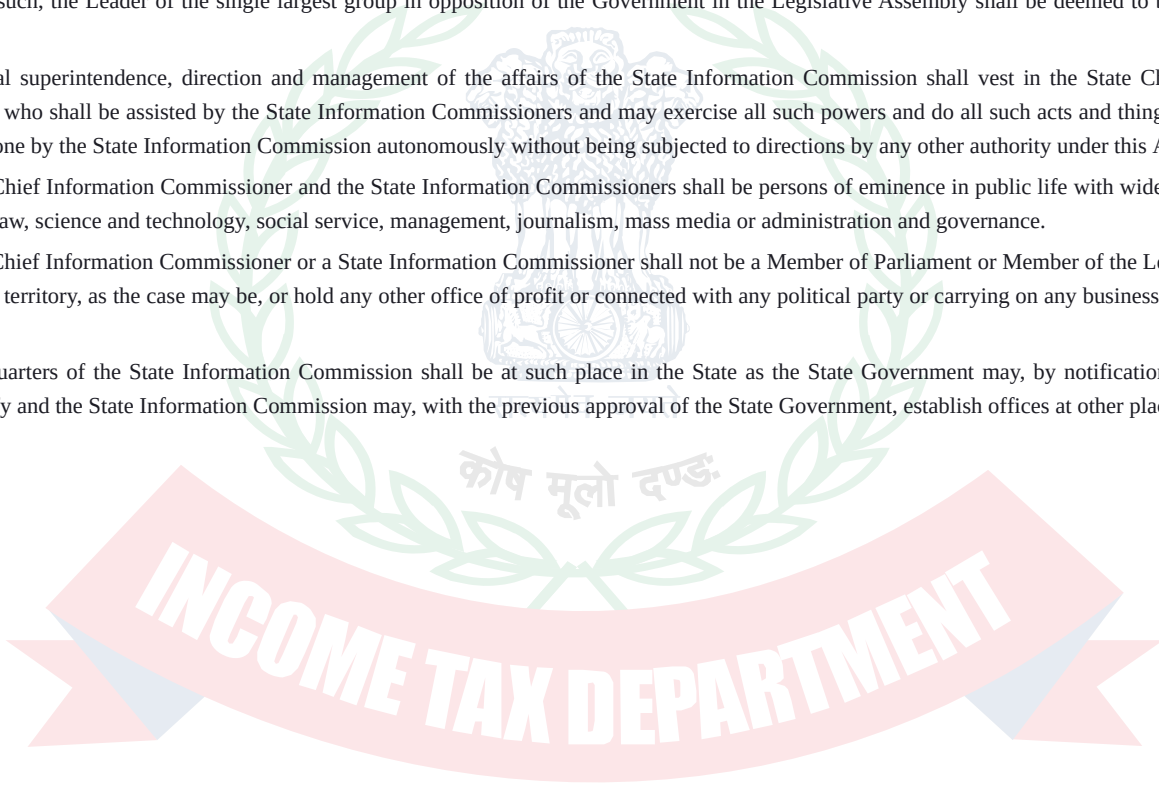 such, the Leader of the single largest group in opposition of the Government in the Legislative Assembly shall be deemed to
al superintendence, direction and management of the affairs of the State Information Commission shall vest in the State
who shall be assisted by the State Information Commissioners and may exercise all such powers and do all such acts and thing
one by the State Information Commission autonomously without being subjected to directions by any other authority under this
Chief Information Commissioner and the State Information Commissioners shall be persons of eminence in public life with wide
aw, science and technology, social service, management, journalism, mass media or administration and governance.
Chief Information Commissioner or a State Information Commissioner shall not be a Member of Parliament or Member of the
territory, as the case may be, or hold any other office of profit or connected with any political party or carrying on any business
uarters of the State Information Commission shall be at such place in the State as the State Government may, by notification
y and the State Information Commission may, with the previous approval of the State Government, establish offices at other
सत्यमेव जयते
कोष मूलो दण्डः
INCOME TAX DEPARTMENT